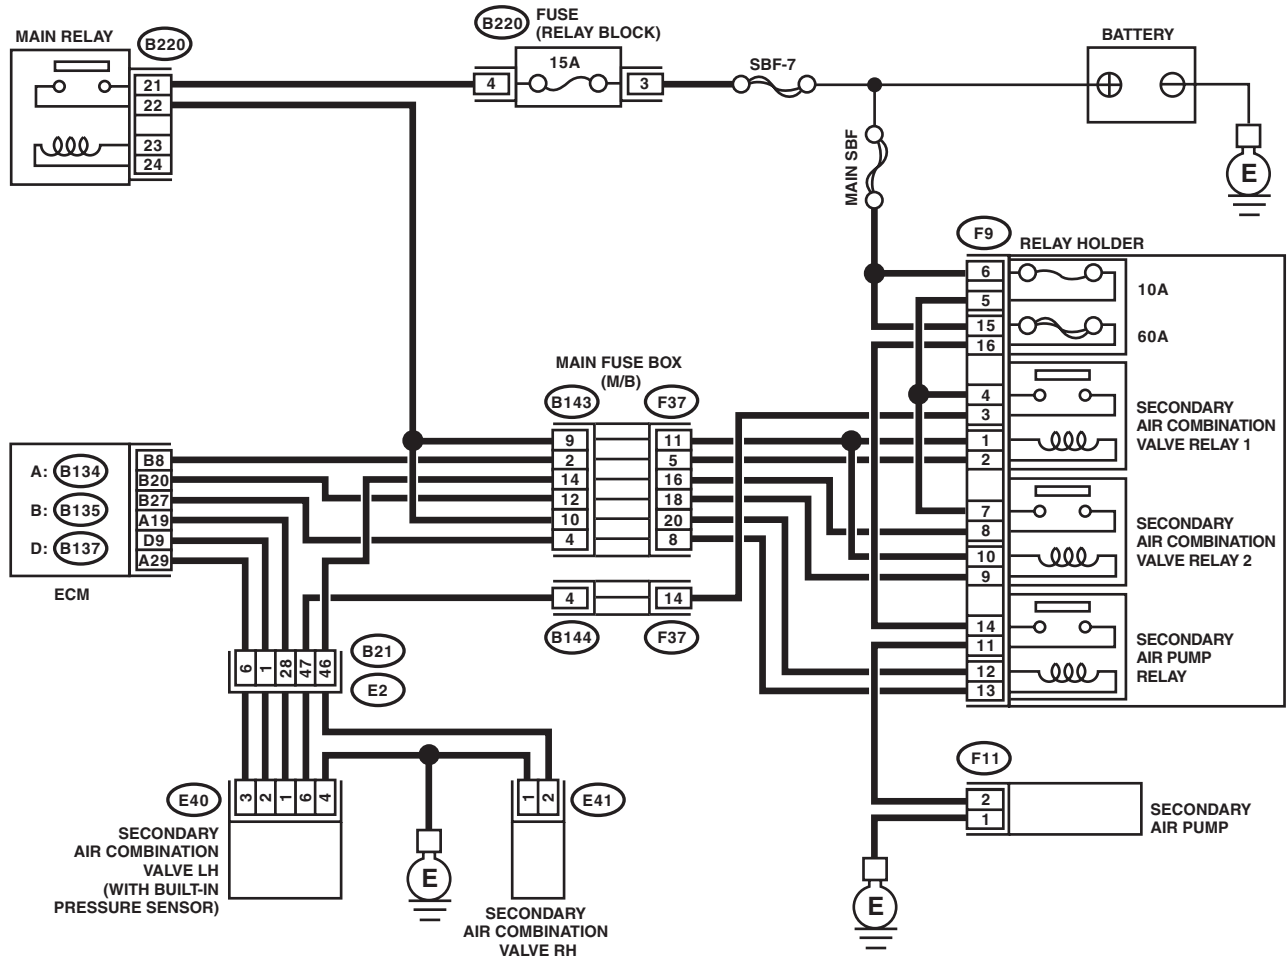 MAIN RELAY
B220
21
22
23
24
B220
FUSE
(RELAY BLOCK)
15A
4
3
SBF-7
BATTERY
E
MAIN SBF
F9
RELAY HOLDER
6
5
15
16
4
3
1
2
7
8
10
9
14
11
12
13
10A
60A
SECONDARY
AIR COMBINATION
VALVE RELAY 1
SECONDARY
AIR COMBINATION
VALVE RELAY 2
SECONDARY
AIR PUMP
RELAY
MAIN FUSE BOX
(M/B)
B143
F37
9
11
2
5
14
16
12
18
10
20
4
8
4
14
B144
F37
A: B134
B: B135
D: B137
B8
B20
B27
A19
D9
A29
ECM
6
1
28
47
46
B21
E2
E40
3
2
1
6
4
SECONDARY
AIR COMBINATION
VALVE LH
(WITH BUILT-IN
PRESSURE SENSOR)
E
1
2
E41
SECONDARY
AIR COMBINATION
VALVE RH
F11
2
1
SECONDARY
AIR PUMP
E